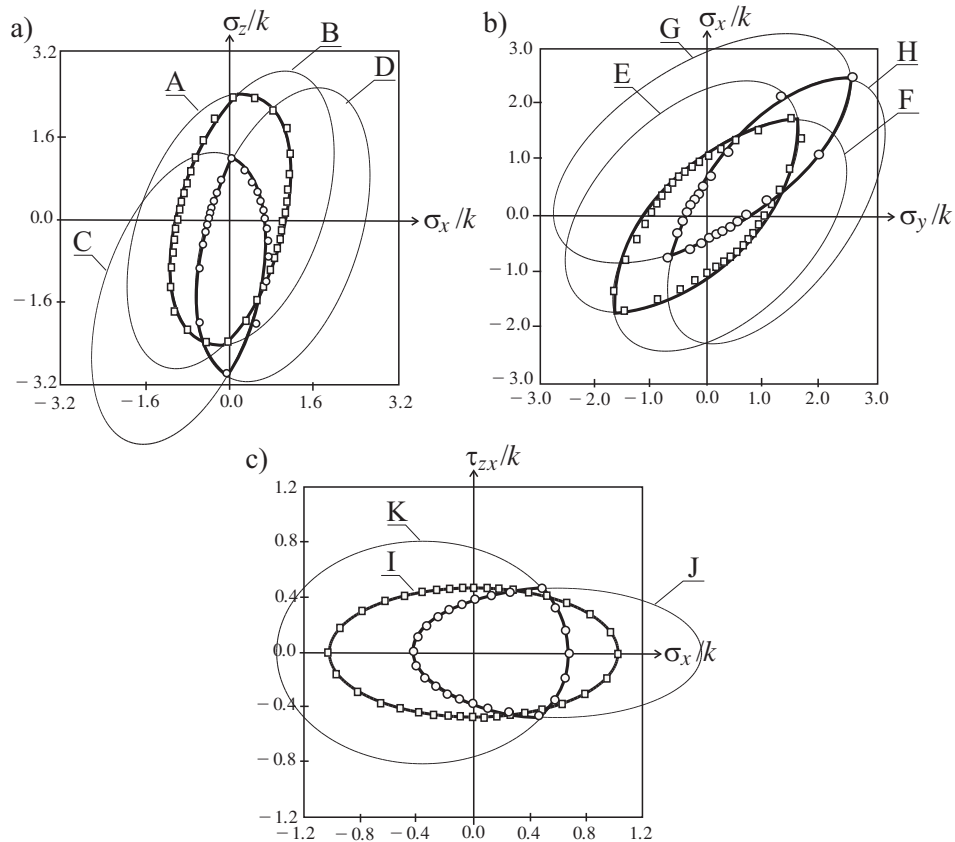 a)
σz/k
B
A
D
3.2
1.6
0.0
−1.6
−3.2
C
σx/k
−3.2
−1.6
0.0
1.6
3.2
b)
σx/k
G
H
E
F
3.0
2.0
1.0
0.0
−1.0
−2.0
−3.0
σy/k
−3.0
−2.0
−1.0
0.0
1.0
2.0
3.0
c)
τzx/k
K
I
J
1.2
0.8
0.4
0.0
−0.4
−0.8
−1.2
σx/k
−1.2
−0.8
−0.4
0.0
0.4
0.8
1.2